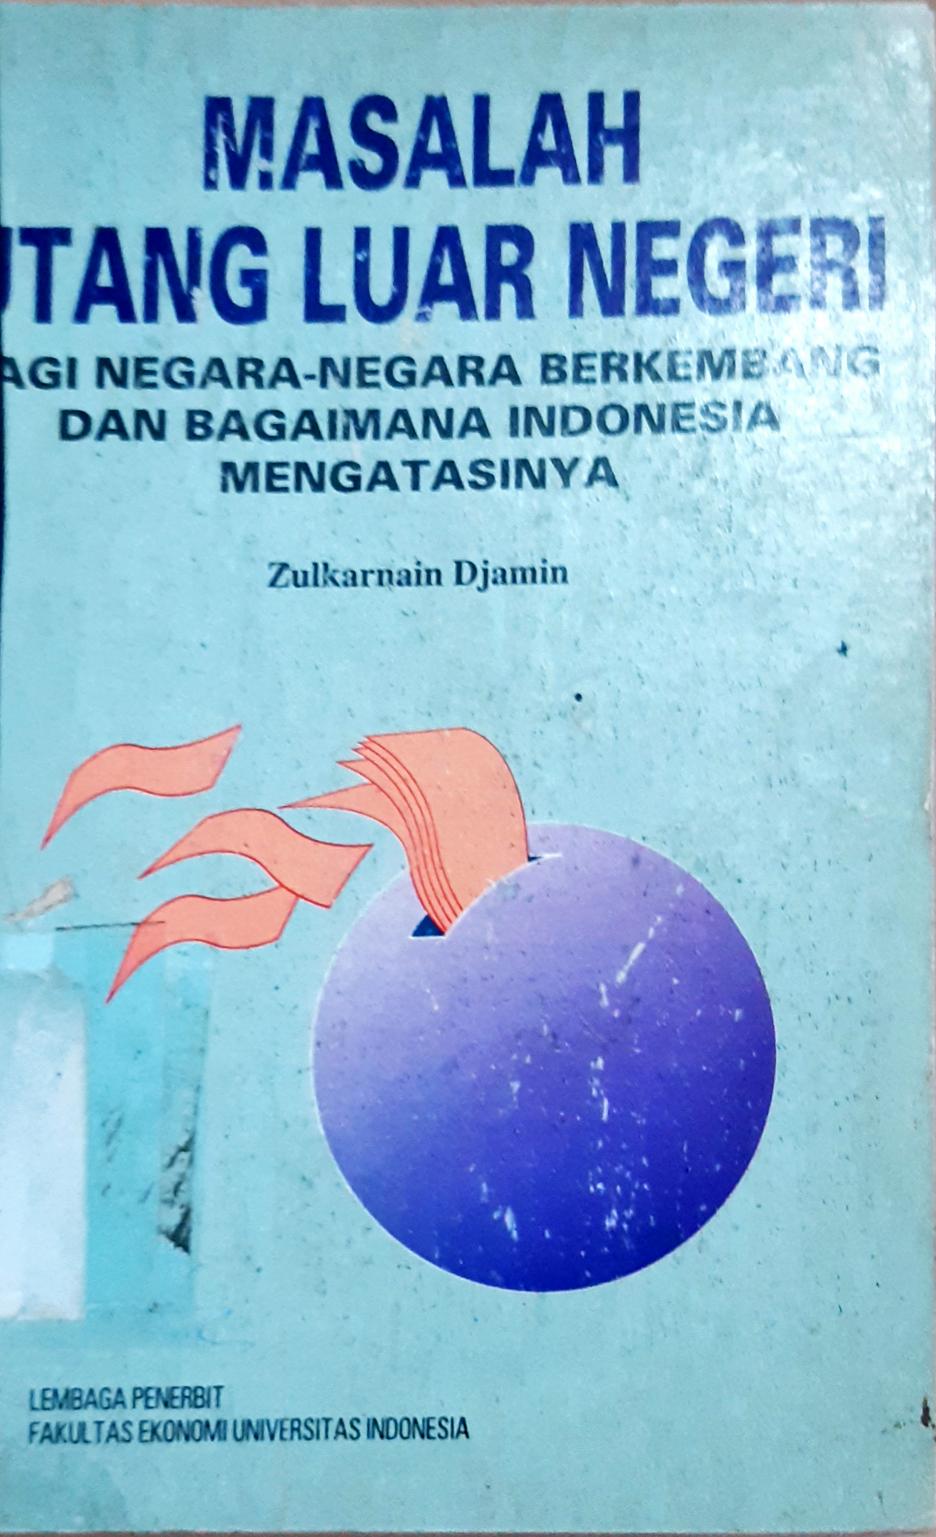 MASALAH
UTANG LUAR NEGERI
AGI NEGARA-NEGARA BERKEMBANG
DAN BAGAIMANA INDONESIA
MENGATASINYA
Zulkarnain Djamin
LEMBAGA PENERBIT
FAKULTAS EKONOMI UNIVERSITAS INDONESIA